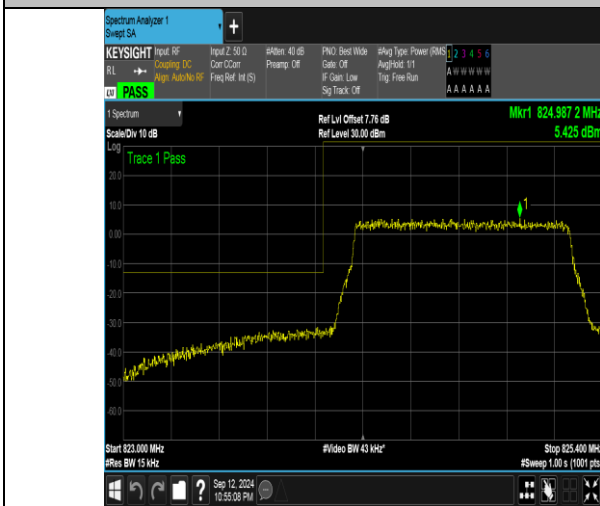 Spectrum Analyzer 1
Swept SA
+
KEYSIGHT Input: RF Input Z: 50 Ω #Atten: 40 dB PNO: Best Wide #Avg Type: Power (RMS 1 2 3 4 5 6
RL Coupling: DC Corr CCorr Preamp: Off Gate: Off Avg|Hold: 1/1 A W W W W W
Align: Auto/No RF Freq Ref: Int (S) IF Gain: Low Trig: Free Run
Sig Track: Off A A A A A A
LXI PASS
1 Spectrum Ref Lvl Offset 7.76 dB Mkr1 824.987 2 MHz
Scale/Div 10 dB Ref Level 30.00 dBm 5.425 dBm
Log
Trace 1 Pass
20.0
10.0
1
0.00
-10.0
-20.0
-30.0
-40.0
-50.0
-60.0
Start 823.000 MHz #Video BW 43 kHz* Stop 825.400 MHz
#Res BW 15 kHz #Sweep 1.00 s (1001 pts
? Sep 12, 2024
10:55:08 PM